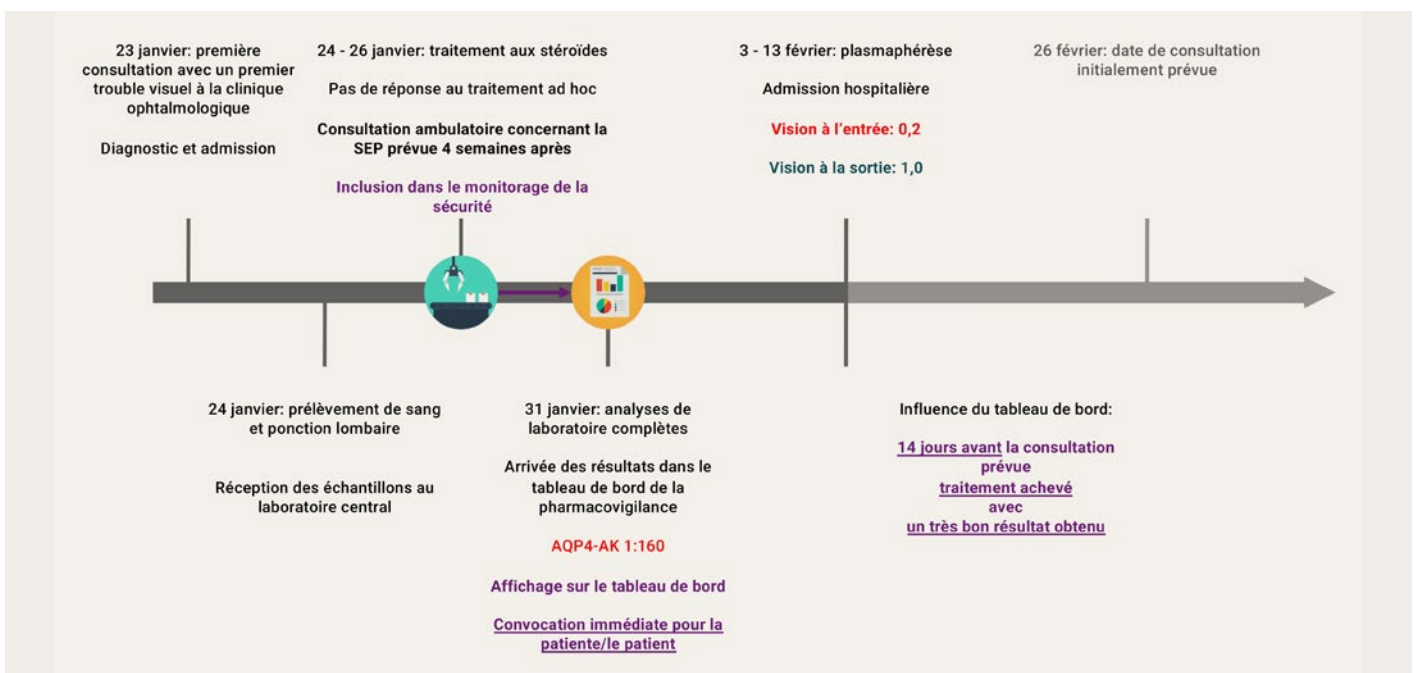 23 janvier: première
consultation avec un premier
trouble visuel à la clinique
ophtalmologique
Diagnostic et admission
24 - 26 janvier: traitement aux stéroïdes
Pas de réponse au traitement ad hoc
Consultation ambulatoire concernant la
SEP prévue 4 semaines après
Inclusion dans le monitorage de la
sécurité
3 - 13 février: plasmaphérèse
Admission hospitalière
Vision à l'entrée: 0,2
Vision à la sortie: 1,0
26 février: date de consultation
initialement prévue
24 janvier: prélèvement de sang
et ponction lombaire
Réception des échantillons au
laboratoire central
31 janvier: analyses de
laboratoire complètes
Arrivée des résultats dans le
tableau de bord de la
pharmacovigilance
AQP4-AK 1:160
Affichage sur le tableau de bord
Convocation immédiate pour la
patiente/le patient
Influence du tableau de bord:
14 jours avant la consultation
prévue
traitement achevé
avec
un très bon résultat obtenu